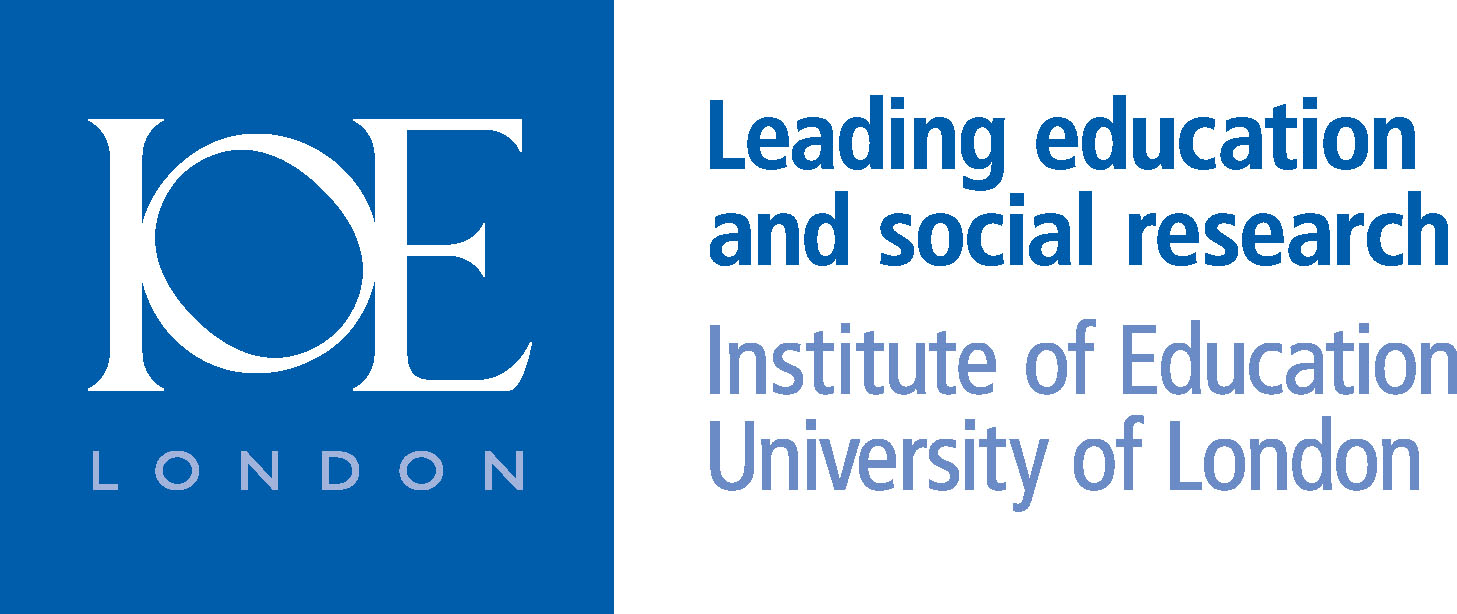 IOE
LONDON
Leading education
and social research
Institute of Education
University of London